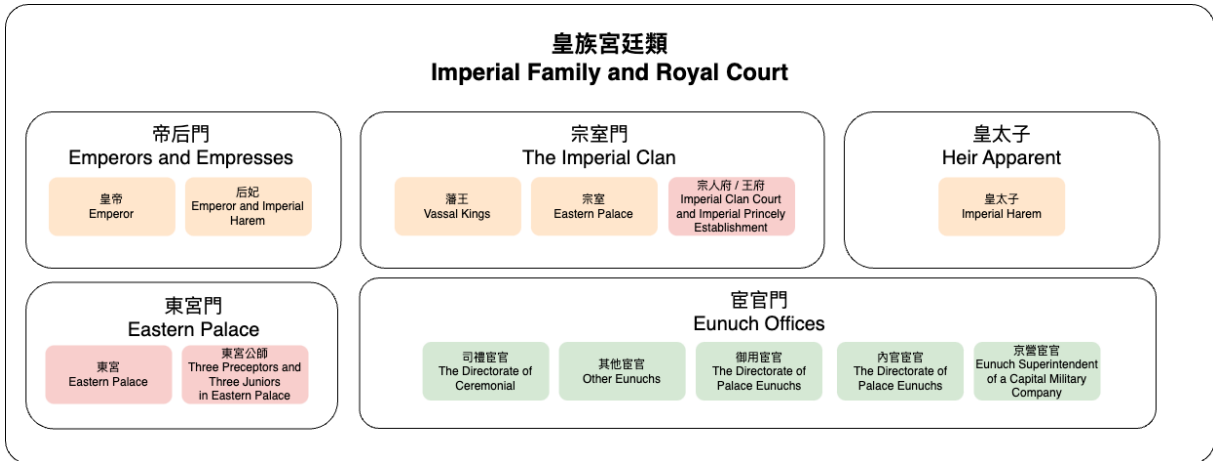 皇族宮廷類
Imperial Family and Royal Court
帝后門
Emperors and Empresses
皇帝
Emperor
后妃
Emperor and Imperial
Harem
宗室門
The Imperial Clan
藩王
Vassal Kings
宗室
Eastern Palace
宗人府 / 王府
Imperial Clan Court
and Imperial Princely
Establishment
皇太子
Heir Apparent
皇太子
Imperial Harem
東宮門
Eastern Palace
東宮
Eastern Palace
東宮公師
Three Preceptors and
Three Juniors
in Eastern Palace
宦官門
Eunuch Offices
司禮宦官
The Directorate of
Ceremonial
其他宦官
Other Eunuchs
御用宦官
The Directorate of
Palace Eunuchs
內官宦官
The Directorate of
Palace Eunuchs
京營宦官
Eunuch Superintendent
of a Capital Military
Company